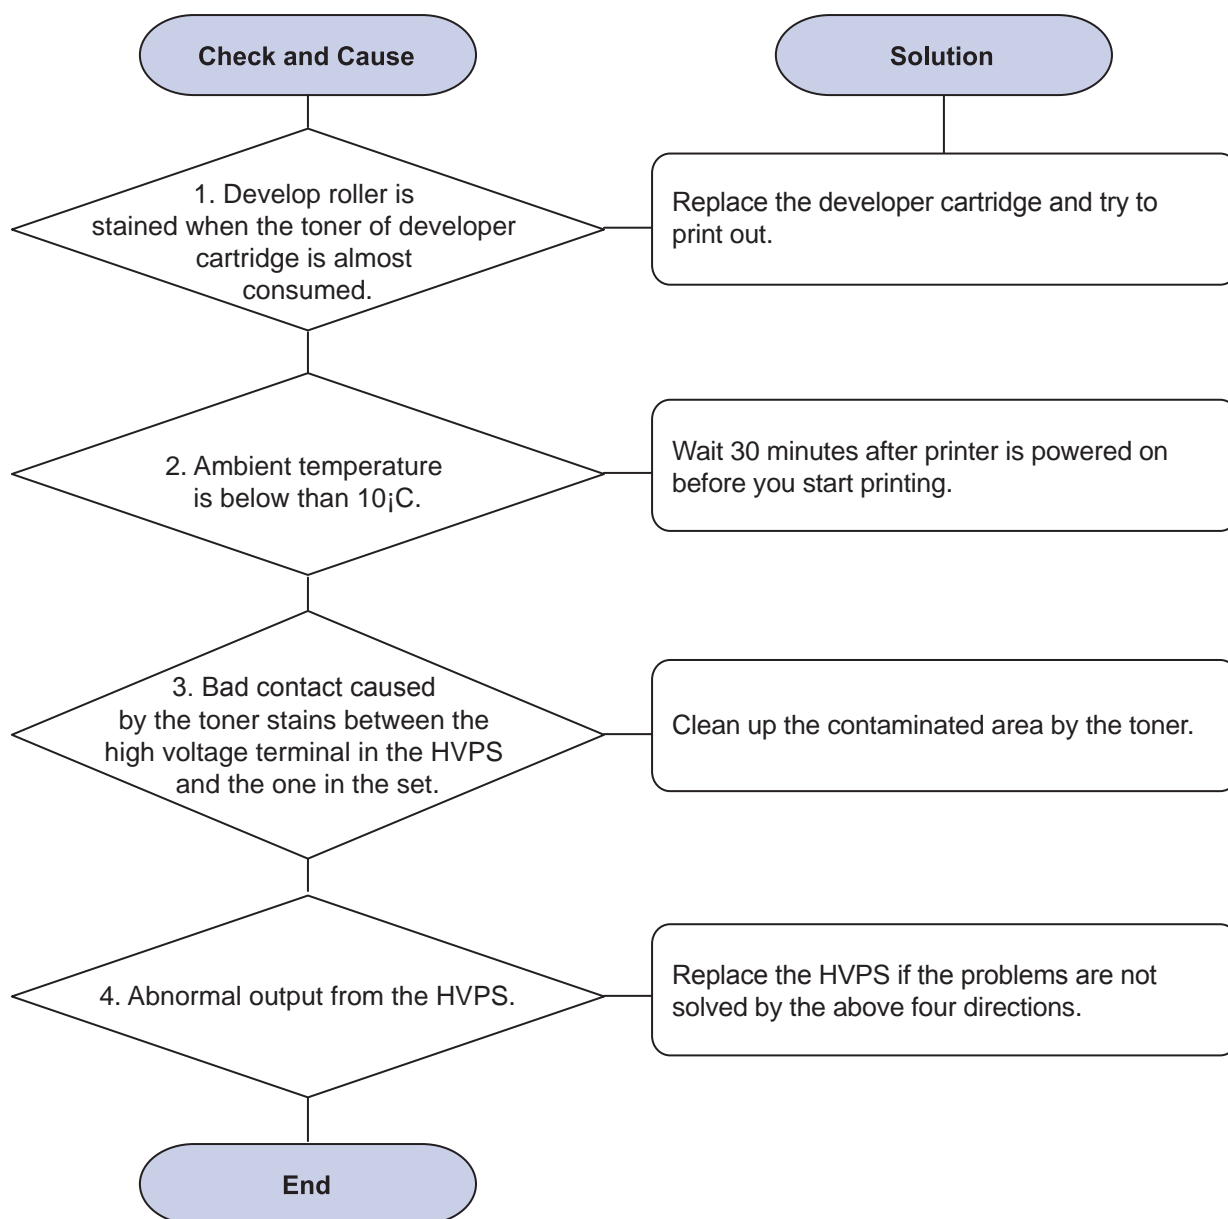 Check and Cause
Solution
1. Develop roller is
stained when the toner of developer
cartridge is almost
consumed.
Replace the developer cartridge and try to
print out.
2. Ambient temperature
is below than 10¡C.
Wait 30 minutes after printer is powered on
before you start printing.
3. Bad contact caused
by the toner stains between the
high voltage terminal in the HVPS
and the one in the set.
Clean up the contaminated area by the toner.
4. Abnormal output from the HVPS.
Replace the HVPS if the problems are not
solved by the above four directions.
End